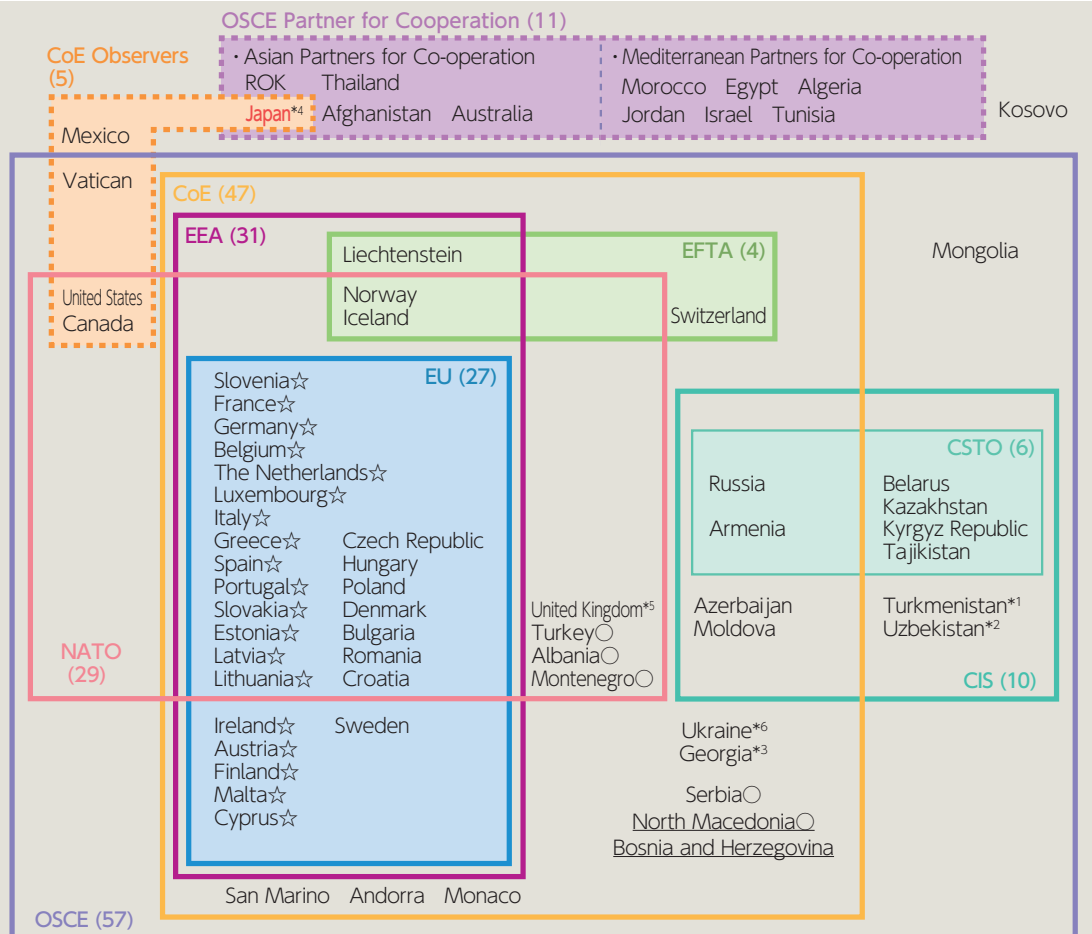 OSCE Partner for Cooperation (11)
CoE Observers
(5)
・Asian Partners for Co-operation
ROK Thailand
Japan*4 Afghanistan Australia
・Mediterranean Partners for Co-operation
Morocco Egypt Algeria
Jordan Israel Tunisia
Kosovo
Mexico
Vatican
United States
Canada
CoE (47)
EEA (31)
Liechtenstein
EFTA (4)
Norway
Iceland
Switzerland
Mongolia
EU (27)
Slovenia☆
France☆
Germany☆
Belgium☆
The Netherlands☆
Luxembourg☆
Italy☆
Greece☆ Czech Republic
Spain☆ Hungary
Portugal☆ Poland
Slovakia☆ Denmark
Estonia☆ Bulgaria
Latvia☆ Romania
Lithuania☆ Croatia
NATO
(29)
United Kingdom*5
Turkey○
Albania○
Montenegro○
CSTO (6)
Russia Belarus
Kazakhstan
Armenia Kyrgyz Republic
Tajikistan
Azerbaijan Turkmenistan*1
Moldova Uzbekistan*2
CIS (10)
Ireland☆ Sweden
Austria☆
Finland☆
Malta☆
Cyprus☆
Ukraine*6
Georgia*3
Serbia○
North Macedonia○
Bosnia and Herzegovina
San Marino Andorra Monaco
OSCE (57)